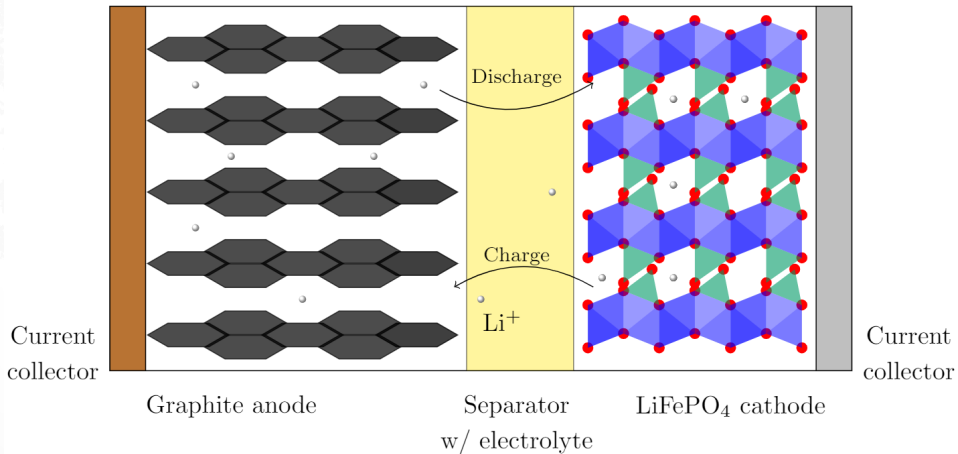 Discharge
Charge
Li⁺
Current
collector
Current
collector
Graphite anode
Separator
w/ electrolyte
LiFePO₄ cathode